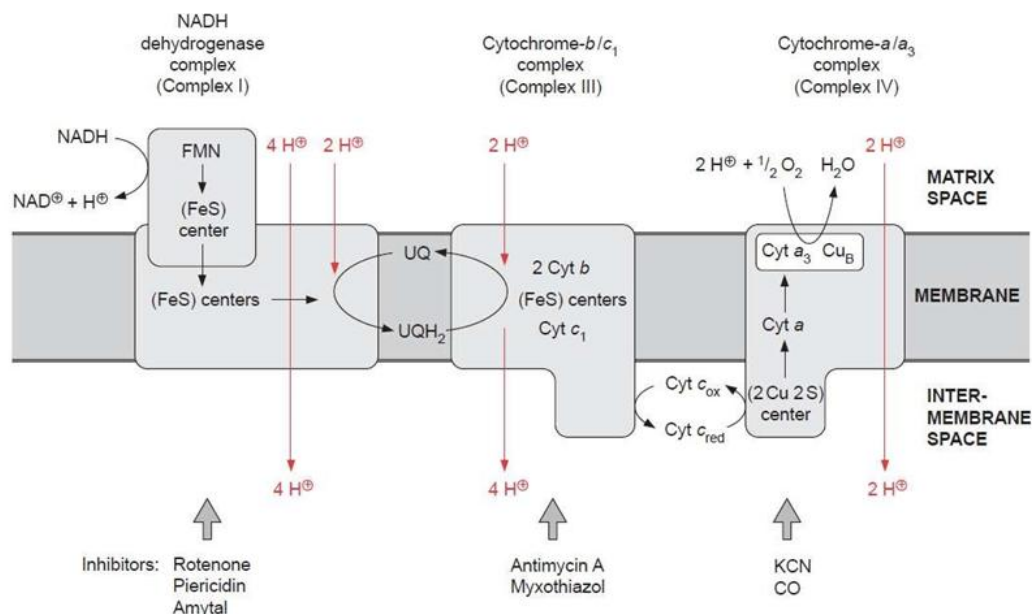 NADH
dehydrogenase
complex
(Complex I)
Cytochrome-b/c₁
complex
(Complex III)
Cytochrome-a/a₃
complex
(Complex IV)
NADH
NAD⊕ + H⊕
FMN
(FeS)
center
(FeS) centers
4 H⊕
2 H⊕
2 H⊕
2 H⊕ + ¹/₂ O₂
H₂O
2 H⊕
MATRIX
SPACE
UQ
UQH₂
2 Cyt b
(FeS) centers
Cyt c₁
Cyt a₃ Cu_B
Cyt a
(2 Cu 2 S)
center
MEMBRANE
Cyt c_ox
Cyt c_red
INTER-
MEMBRANE
SPACE
4 H⊕
4 H⊕
2 H⊕
Inhibitors: Rotenone
Piericidin
Amytal
Antimycin A
Myxothiazol
KCN
CO